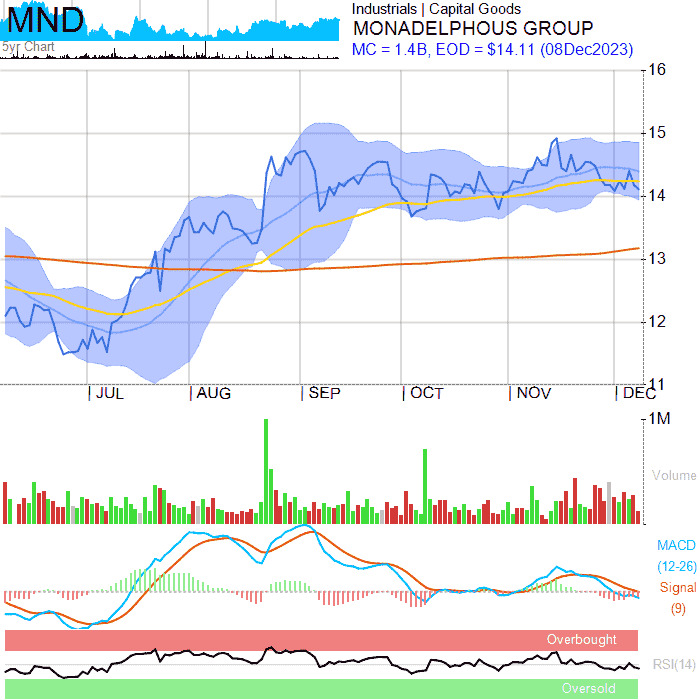 MND
5yr Chart
Industrials | Capital Goods
MONADELPHOUS GROUP
MC = 1.4B, EOD = $14.11 (08Dec2023)
16
15
14
13
12
11
JUL AUG SEP OCT NOV DEC
1M
Volume
MACD
(12-26)
Signal
(9)
Overbought
RSI(14)
Oversold